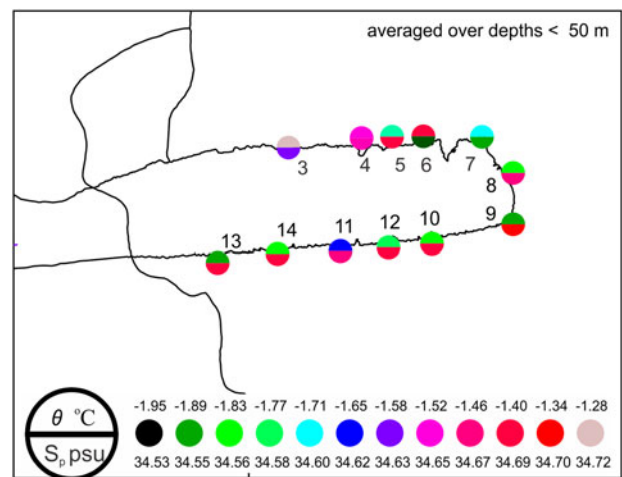 averaged over depths < 50 m
3
4
5
6
7
8
9
13
14
11
12
10
θ °C
Sp psu
-1.95 -1.89 -1.83 -1.77 -1.71 -1.65 -1.58 -1.52 -1.46 -1.40 -1.34 -1.28
34.53 34.55 34.56 34.58 34.60 34.62 34.63 34.65 34.67 34.69 34.70 34.72